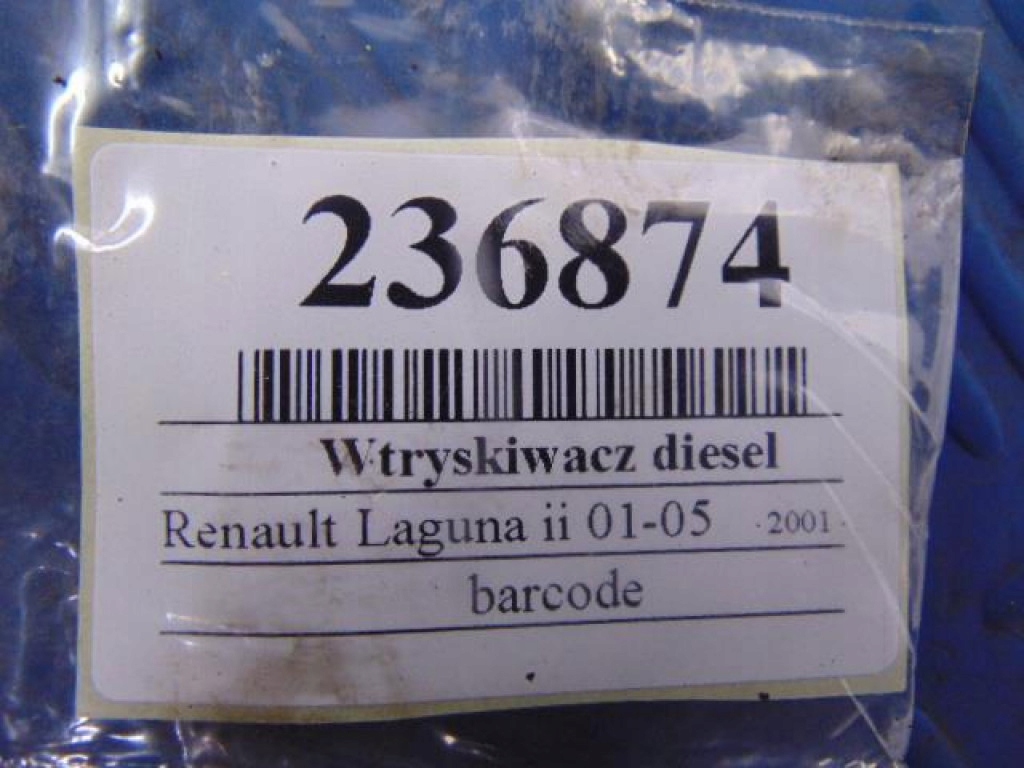 236874
Wtryskiwacz diesel
Renault Laguna ii 01-05 2001
barcode